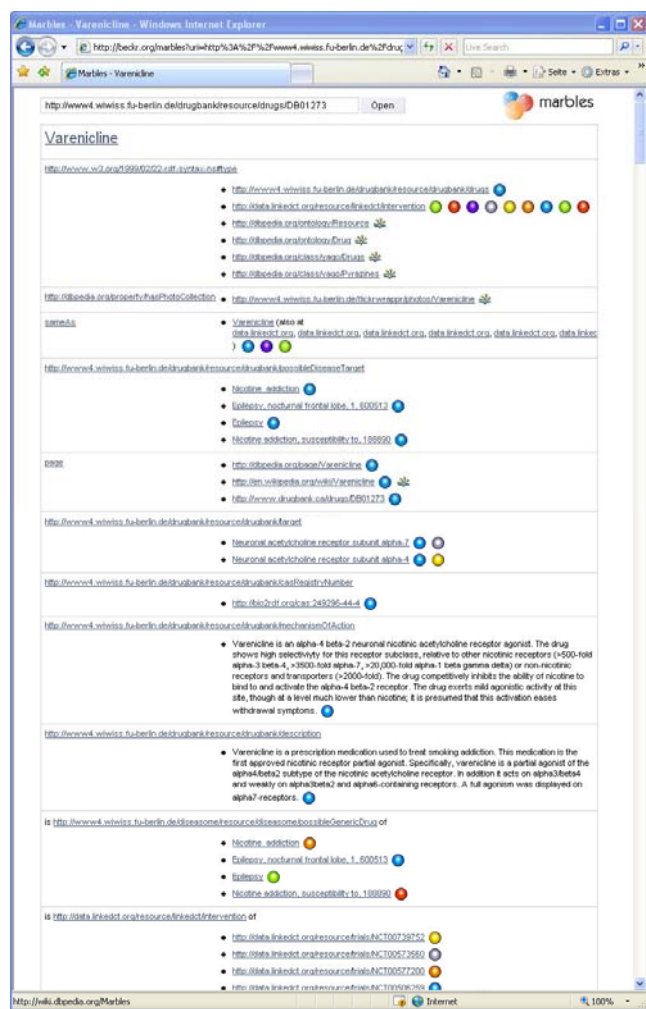 Marbles - Varenicline - Windows Internet Explorer
http://beckr.org/marbles?uri=http%3A%2F%2Fwww4.wiwiss.fu-berlin.de%2Fdrug
Live Search
Marbles - Varenicline
Seite
Extras
http://www4.wiwiss.fu-berlin.de/drugbank/resource/drugs/DB01273
Open
marbles
Varenicline
http://www.w3.org/1999/02/22-rdf-syntax-ns#type
http://www4.wiwiss.fu-berlin.de/drugbank/resource/drugbank/drugs
http://data.linkedct.org/resource/linkedct/intervention
http://dbpedia.org/ontology/Resource
http://dbpedia.org/ontology/Drug
http://dbpedia.org/class/yago/Drugs
http://dbpedia.org/class/yago/Pyrazines
http://dbpedia.org/property/hasPhotoCollection
http://www4.wiwiss.fu-berlin.de/flickrwrappr/photos/Varenicline
sameAs
Varenicline (also at
data.linkedct.org, data.linkedct.org, data.linkedct.org, data.linkedct.org, data.linkedct.org, data.linkec
)
http://www4.wiwiss.fu-berlin.de/drugbank/resource/drugbank/possibleDiseaseTarget
Nicotine_addiction
Epilepsy, nocturnal frontal lobe, 1, 600513
Epilepsy
Nicotine addiction, susceptibility to, 188890
page
http://dbpedia.org/page/Varenicline
http://en.wikipedia.org/wiki/Varenicline
http://www.drugbank.ca/drugs/DB01273
http://www4.wiwiss.fu-berlin.de/drugbank/resource/drugbank/target
Neuronal acetylcholine receptor subunit alpha-7
Neuronal acetylcholine receptor subunit alpha-4
http://www4.wiwiss.fu-berlin.de/drugbank/resource/drugbank/casRegistryNumber
http://bio2rdf.org/cas:249296-44-4
http://www4.wiwiss.fu-berlin.de/drugbank/resource/drugbank/mechanismOfAction
Varenicline is an alpha-4 beta-2 neuronal nicotinic acetylcholine receptor agonist. The drug
shows high selectiviyty for this receptor subclass, relative to other nicotinic receptors (>500-fold
alpha-3 beta-4, >3500-fold alpha-7, >20,000-fold alpha-1 beta gamma delta) or non-nicotinic
receptors and transporters (>2000-fold). The drug competitively inhibits the ability of nicotine to
bind to and activate the alpha-4 beta-2 receptor. The drug exerts mild agonistic activity at this
site, though at a level much lower than nicotine; it is presumed that this activation eases
withdrawal symptoms.
http://www4.wiwiss.fu-berlin.de/drugbank/resource/drugbank/description
Varenicline is a prescription medication used to treat smoking addiction. This medication is the
first approved nicotinic receptor partial agonist. Specifically, varenicline is a partial agonist of the
alpha4/beta2 subtype of the nicotinic acetylcholine receptor. In addition it acts on alpha3/beta4
and weakly on alpha3beta2 and alpha6-containing receptors. A full agonism was displayed on
alpha7-receptors.
is http://www4.wiwiss.fu-berlin.de/diseasome/resource/diseasome/possibleGenericDrug of
Nicotine_addiction
Epilepsy, nocturnal frontal lobe, 1, 600513
Epilepsy
Nicotine addiction, susceptibility to, 188890
is http://data.linkedct.org/resource/linkedct/intervention of
http://data.linkedct.org/resource/trials/NCT00739752
http://data.linkedct.org/resource/trials/NCT00573560
http://data.linkedct.org/resource/trials/NCT00577200
http://data.linkedct.org/resource/trials/NCT00506259
http://wiki.dbpedia.org/Marbles
Internet
100%